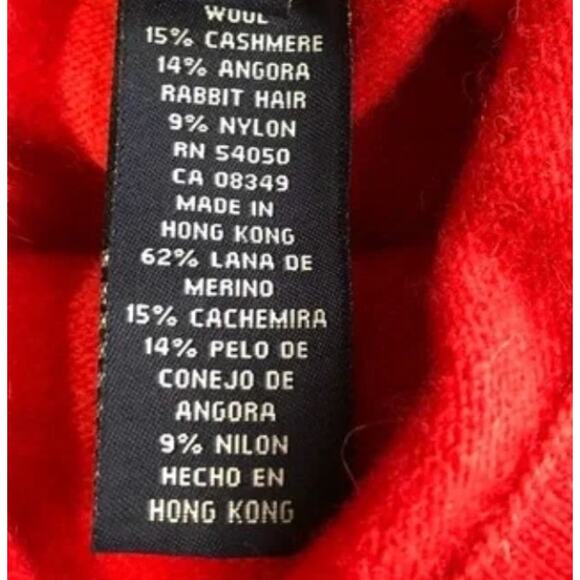 WOOL
15% CASHMERE
14% ANGORA
RABBIT HAIR
9% NYLON
RN 54050
CA 08349
MADE IN
HONG KONG
62% LANA DE
MERINO
15% CACHEMIRA
14% PELO DE
CONEJO DE
ANGORA
9% NILON
HECHO EN
HONG KONG